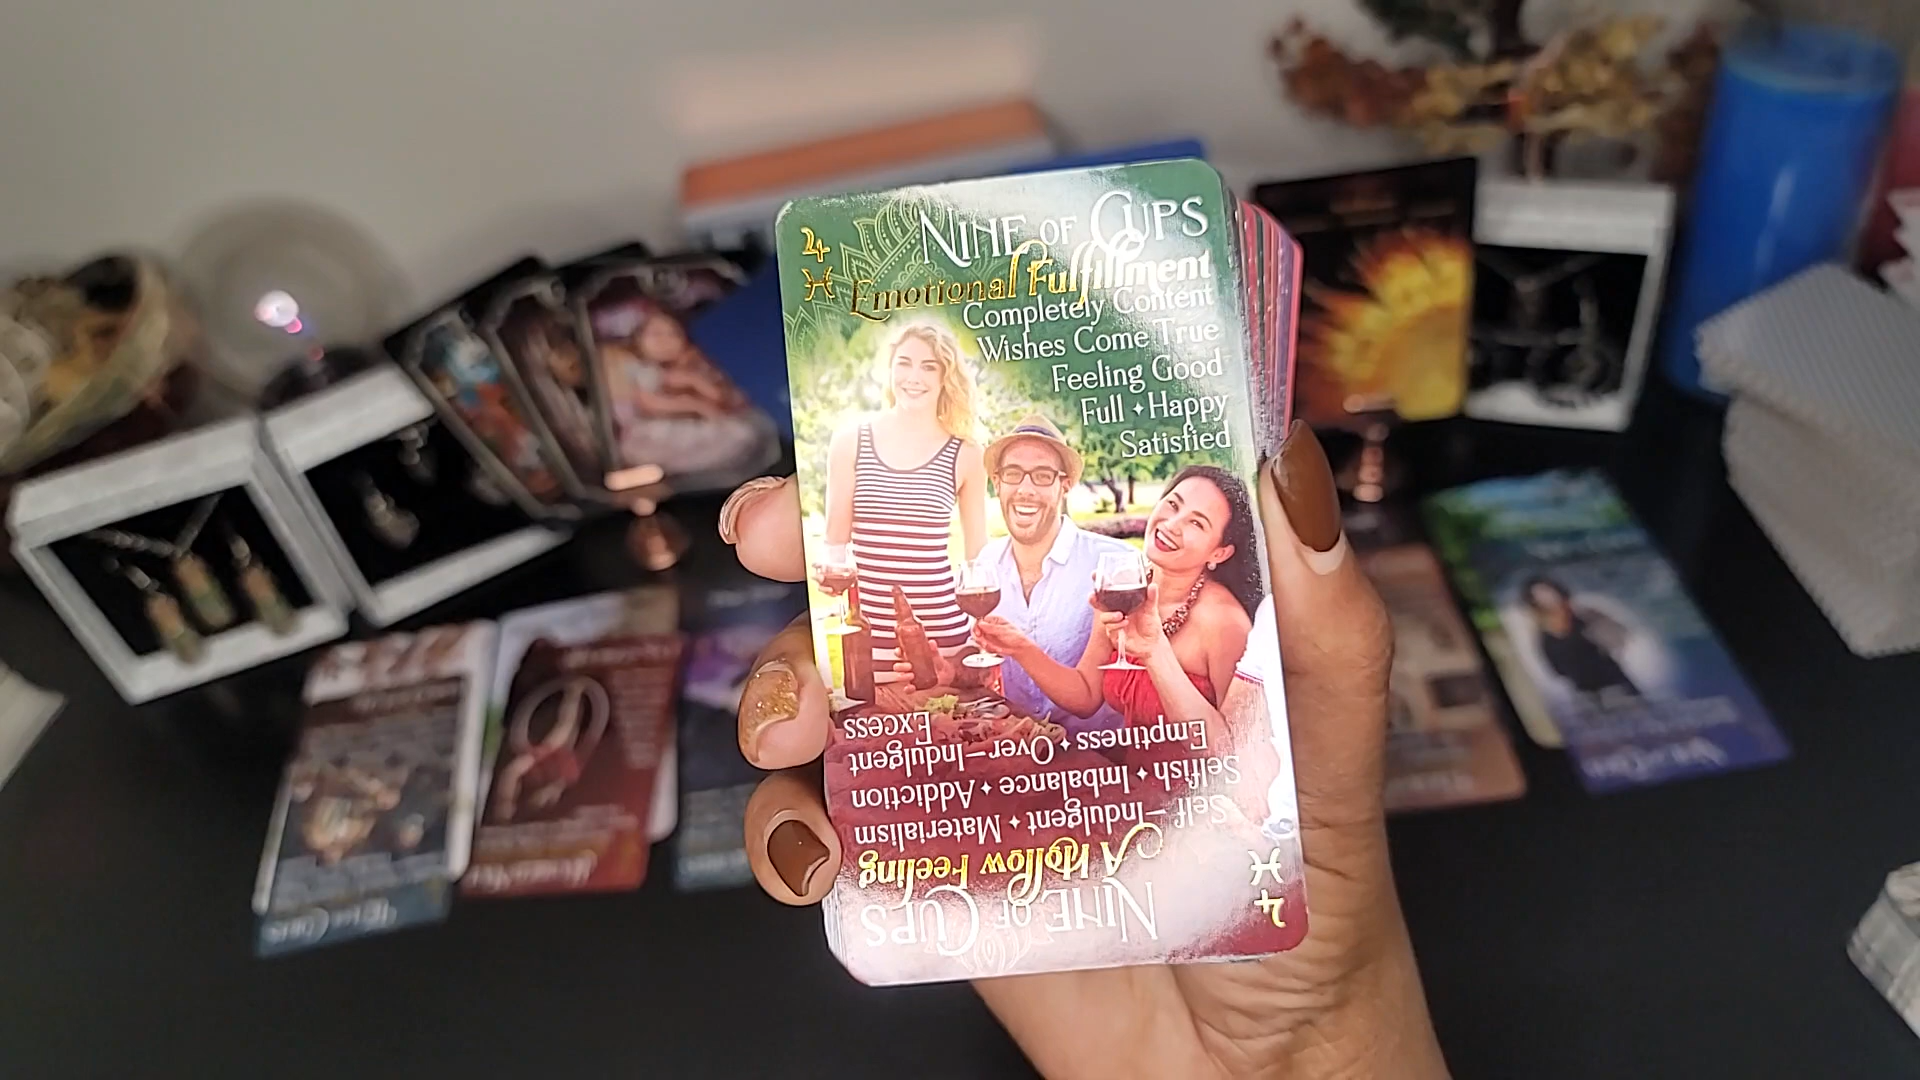 NINE OF CUPS
Emotional Fulfillment
Completely Content
Wishes Come True
Feeling Good
Full ✦ Happy
Satisfied
NINE OF CUPS
A Hollow Feeling
Self-Indulgent ✦ Materialism
Selfish ✦ Imbalance ✦ Addiction
Emptiness ✦ Over-Indulgent
Excess